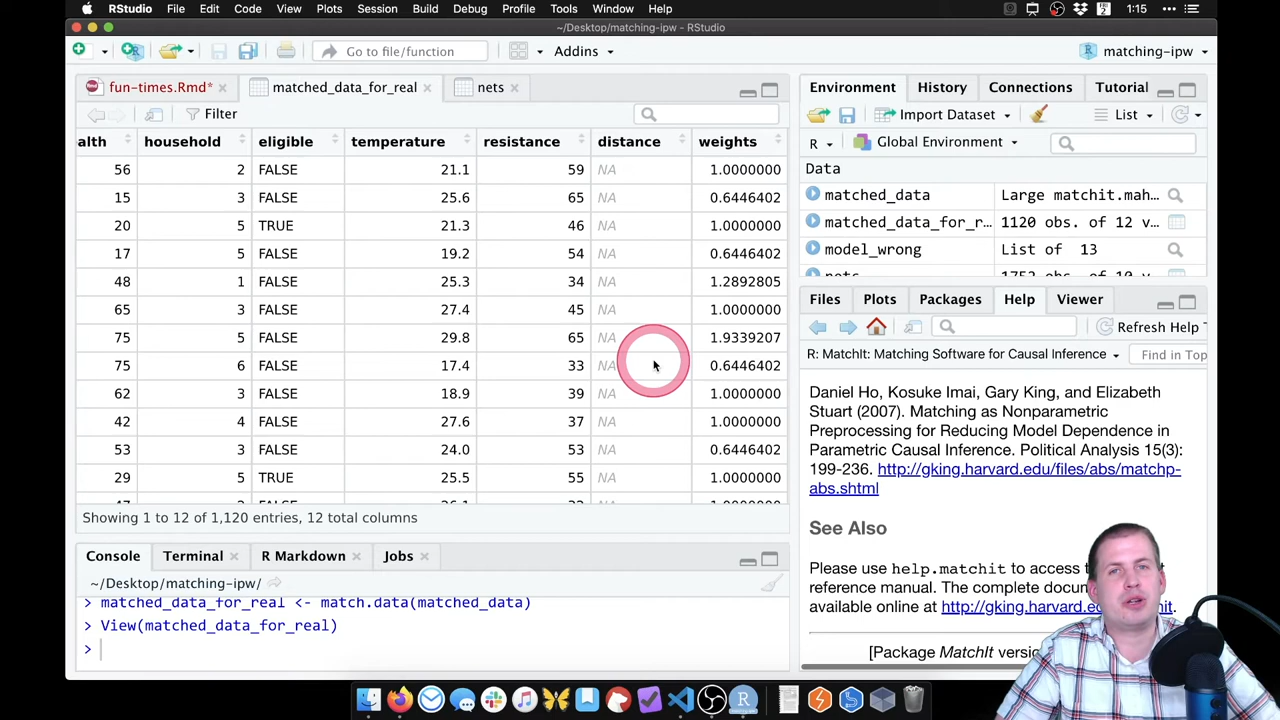 RStudio File Edit Code View Plots Session Build Debug Profile Tools Window Help 2 1:15
~/Desktop/matching-ipw - RStudio
Go to file/function Addins matching-ipw
fun-times.Rmd* matched_data_for_real nets
Filter
alth household eligible temperature resistance distance weights
56 2 FALSE 21.1 59 NA 1.0000000
15 3 FALSE 25.6 65 NA 0.6446402
20 5 TRUE 21.3 46 NA 1.0000000
17 5 FALSE 19.2 54 NA 0.6446402
48 1 FALSE 25.3 34 NA 1.2892805
65 3 FALSE 27.4 45 NA 1.0000000
75 5 FALSE 29.8 65 NA 1.9339207
75 6 FALSE 17.4 33 NA 0.6446402
62 3 FALSE 18.9 39 NA 1.0000000
42 4 FALSE 27.6 37 NA 1.0000000
53 3 FALSE 24.0 53 NA 0.6446402
29 5 TRUE 25.5 55 NA 1.0000000
Showing 1 to 12 of 1,120 entries, 12 total columns
Console Terminal R Markdown Jobs
~/Desktop/matching-ipw/
> matched_data_for_real <- match.data(matched_data)
> View(matched_data_for_real)
>
Environment History Connections Tutorial
Import Dataset List
R Global Environment
Data
matched_data Large matchit.mah…
matched_data_for_r… 1120 obs. of 12 v…
model_wrong List of 13
nets 1752 obs. of 10 v
Files Plots Packages Help Viewer
Refresh Help T
R: MatchIt: Matching Software for Causal Inference Find in Top
Daniel Ho, Kosuke Imai, Gary King, and Elizabeth
Stuart (2007). Matching as Nonparametric
Preprocessing for Reducing Model Dependence in
Parametric Causal Inference. Political Analysis 15(3):
199-236. http://gking.harvard.edu/files/abs/matchp-
abs.shtml
See Also
Please use help.matchit to access t
reference manual. The complete docum
available online at http://gking.harvard.ed
[Package MatchIt versio